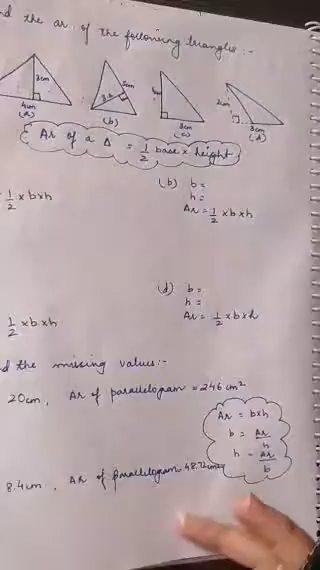 nd the ar. of the following triangles:-
3cm
4cm
(a)
5cm
(b)
3cm
(c)
2cm
3cm
(d)
Ar of a Δ = 1/2 base × height
1/2 × b × h
(b) b =
h =
Ar = 1/2 × b × h
1/2 × b × h
(d) b =
h =
Ar = 1/2 × b × h
d the missing values:-
20cm, Ar of parallelogram = 246 cm²
Ar = b×h
b = Ar/h
h = Ar/b
8.4cm, Ar of parallelogram